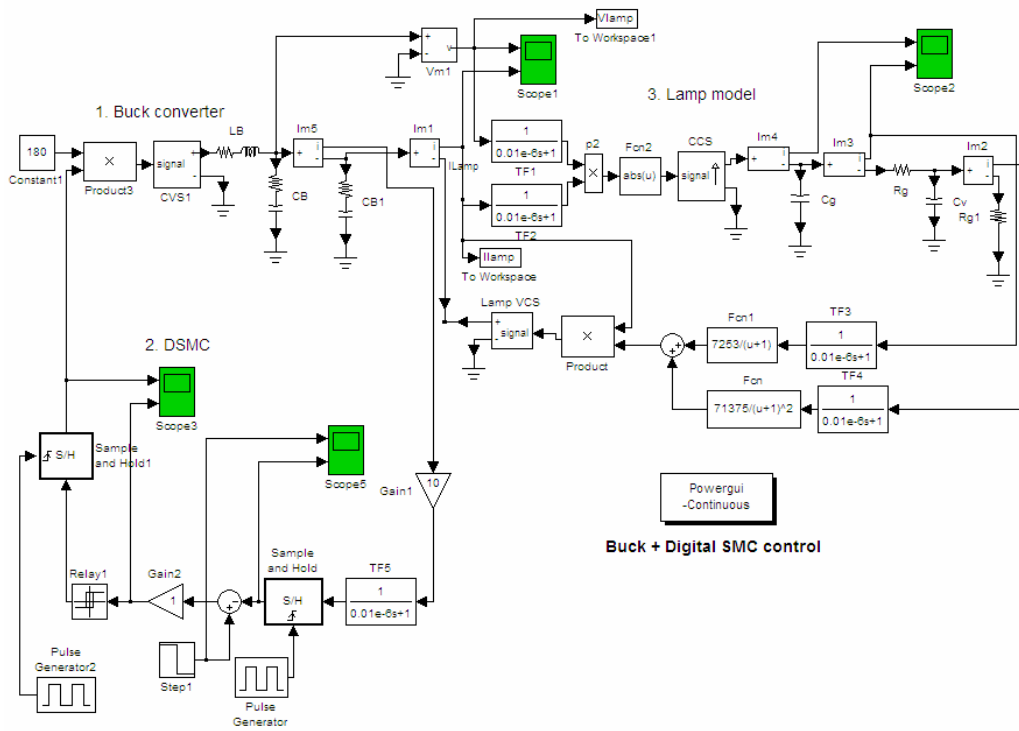 Vlamp
To Workspace1
+
-
v
Vm1
Scope1
Scope2
1. Buck converter
3. Lamp model
180
Constant1
×
Product3
signal
+
-
CVS1
LB
Im5
+
i
-
CB
CB1
Im1
+
i
-
ILamp
1
0.01e-6s+1
TF1
1
0.01e-6s+1
TF2
p2
×
Fcn2
abs(u)
CCS
signal
Im4
+
i
-
Cg
Im3
+
i
-
Rg
Cv
Im2
+
i
-
Rg1
Ilamp
To Workspace
Lamp VCS
+
signal
-
×
Product
Fcn1
7253/(u+1)
TF3
1
0.01e-6s+1
Fcn
71375/(u+1)^2
TF4
1
0.01e-6s+1
2. DSMC
Scope3
S/H
Sample
and Hold1
Scope5
10
Gain1
Powergui
-Continuous
Buck + Digital SMC control
Relay1
Gain2
1
Sample
and Hold
S/H
TF5
1
0.01e-6s+1
Step1
Pulse
Generator2
Pulse
Generator